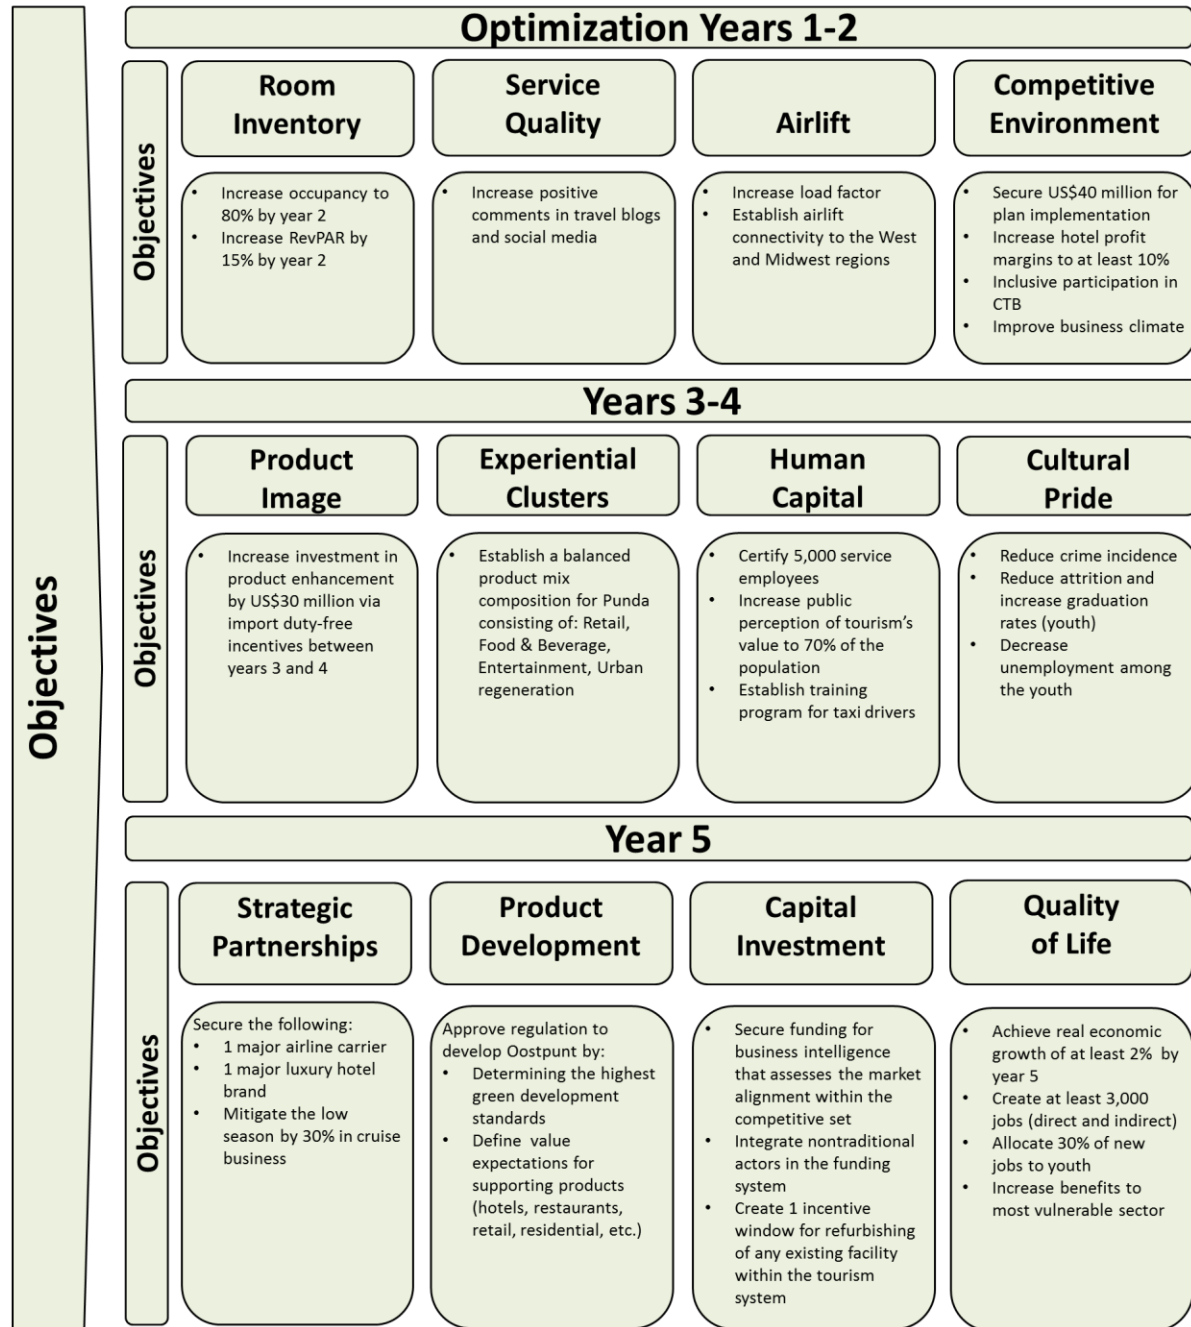 Objectives
Optimization Years 1-2
Objectives
Room
Inventory
• Increase occupancy to
80% by year 2
• Increase RevPAR by
15% by year 2
Service
Quality
• Increase positive
comments in travel blogs
and social media
Airlift
• Increase load factor
• Establish airlift
connectivity to the West
and Midwest regions
Competitive
Environment
• Secure US$40 million for
plan implementation
• Increase hotel profit
margins to at least 10%
• Inclusive participation in
CTB
• Improve business climate
Years 3-4
Objectives
Product
Image
• Increase investment in
product enhancement
by US$30 million via
import duty-free
incentives between
years 3 and 4
Experiential
Clusters
• Establish a balanced
product mix
composition for Punda
consisting of: Retail,
Food & Beverage,
Entertainment, Urban
regeneration
Human
Capital
• Certify 5,000 service
employees
• Increase public
perception of tourism's
value to 70% of the
population
• Establish training
program for taxi drivers
Cultural
Pride
• Reduce crime incidence
• Reduce attrition and
increase graduation
rates (youth)
• Decrease
unemployment among
the youth
Year 5
Objectives
Strategic
Partnerships
Secure the following:
• 1 major airline carrier
• 1 major luxury hotel
brand
• Mitigate the low
season by 30% in cruise
business
Product
Development
Approve regulation to
develop Oostpunt by:
• Determining the highest
green development
standards
• Define value
expectations for
supporting products
(hotels, restaurants,
retail, residential, etc.)
Capital
Investment
• Secure funding for
business intelligence
that assesses the market
alignment within the
competitive set
• Integrate nontraditional
actors in the funding
system
• Create 1 incentive
window for refurbishing
of any existing facility
within the tourism
system
Quality
of Life
• Achieve real economic
growth of at least 2% by
year 5
• Create at least 3,000
jobs (direct and indirect)
• Allocate 30% of new
jobs to youth
• Increase benefits to
most vulnerable sector